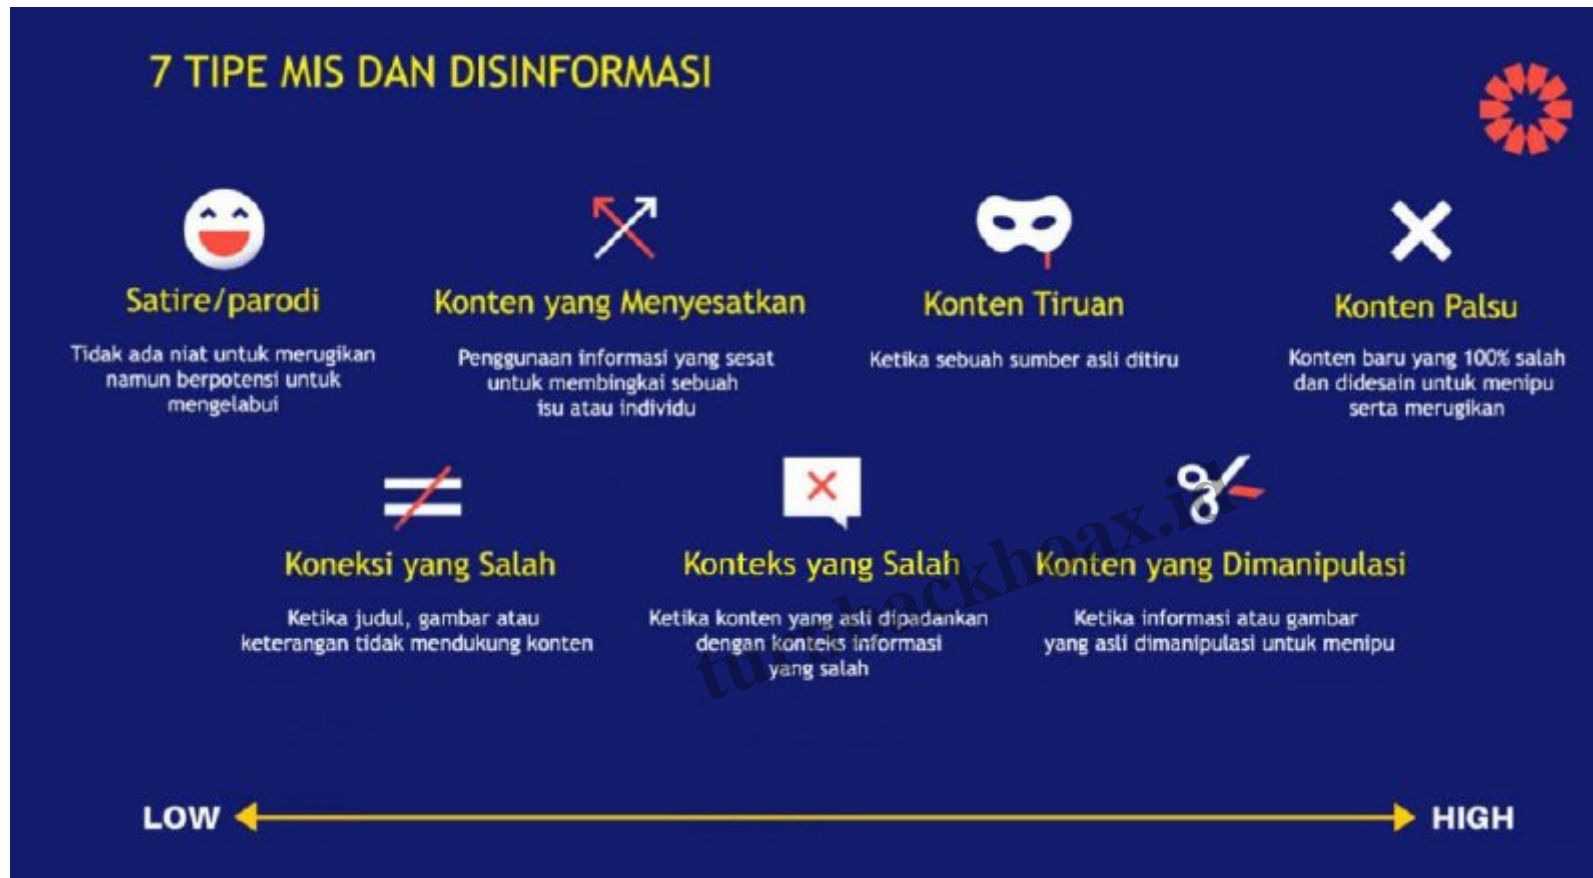 7 TIPE MIS DAN DISINFORMASI
Satire/parodi
Tidak ada niat untuk merugikan
namun berpotensi untuk
mengelabui
Konten yang Menyesatkan
Penggunaan informasi yang sesat
untuk membingkai sebuah
isu atau individu
Konten Tiruan
Ketika sebuah sumber asli ditiru
Konten Palsu
Konten baru yang 100% salah
dan didesain untuk menipu
serta merugikan
Koneksi yang Salah
Ketika judul, gambar atau
keterangan tidak mendukung konten
Konteks yang Salah
Ketika konten yang asli dipadankan
dengan konteks informasi
yang salah
Konten yang Dimanipulasi
Ketika informasi atau gambar
yang asli dimanipulasi untuk menipu
turnbackhoax.id
LOW
HIGH